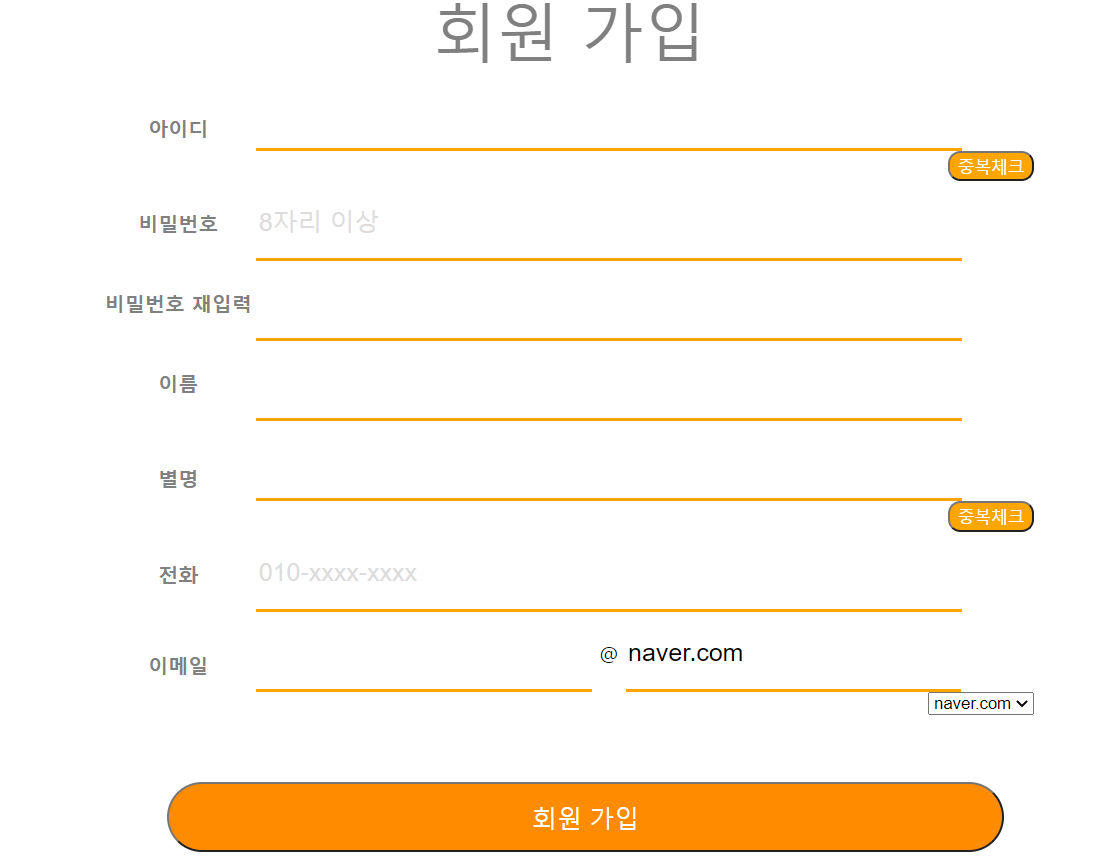 회원 가입
아이디
중복체크
비밀번호 8자리 이상
비밀번호 재입력
이름
별명
중복체크
전화 010-xxxx-xxxx
이메일 @ naver.com
naver.com
회원 가입